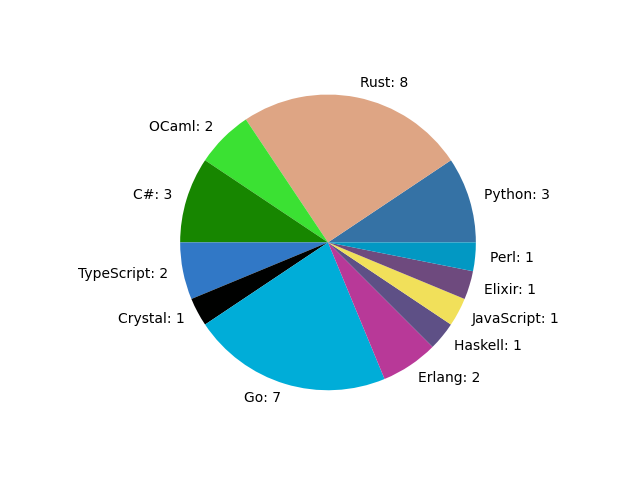 Rust: 8
OCaml: 2
Python: 3
C#: 3
Perl: 1
TypeScript: 2
Elixir: 1
Crystal: 1
JavaScript: 1
Haskell: 1
Erlang: 2
Go: 7